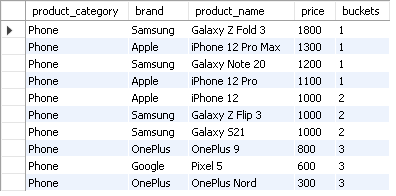 product_category brand product_name price buckets
Phone Samsung Galaxy Z Fold 3 1800 1
Phone Apple iPhone 12 Pro Max 1300 1
Phone Samsung Galaxy Note 20 1200 1
Phone Apple iPhone 12 Pro 1100 1
Phone Apple iPhone 12 1000 2
Phone Samsung Galaxy Z Flip 3 1000 2
Phone Samsung Galaxy S21 1000 2
Phone OnePlus OnePlus 9 800 3
Phone Google Pixel 5 600 3
Phone OnePlus OnePlus Nord 300 3